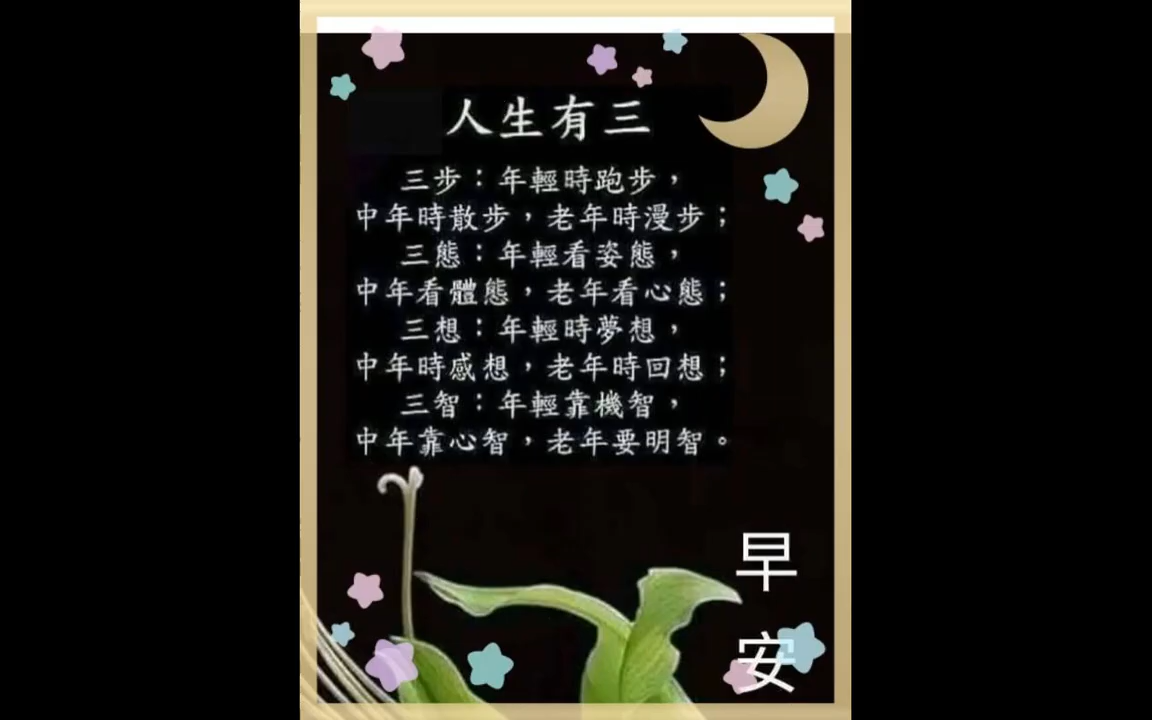 人生有三
三步：年輕時跑步，
中年時散步，老年時漫步；
三態：年輕看姿態，
中年看體態，老年看心態；
三想：年輕時夢想，
中年時感想，老年時回想；
三智：年輕靠機智，
中年靠心智，老年要明智。
早安